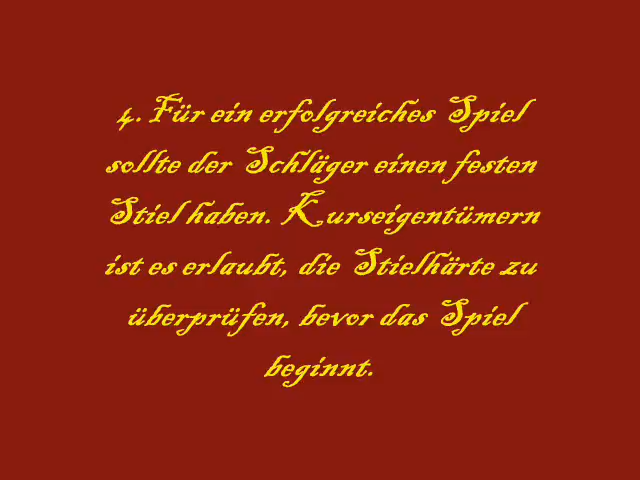 4. Für ein erfolgreiches Spiel
sollte der Schläger einen festen
Stiel haben. Kurseigentümern
ist es erlaubt, die Stielhärte zu
überprüfen, bevor das Spiel
beginnt.